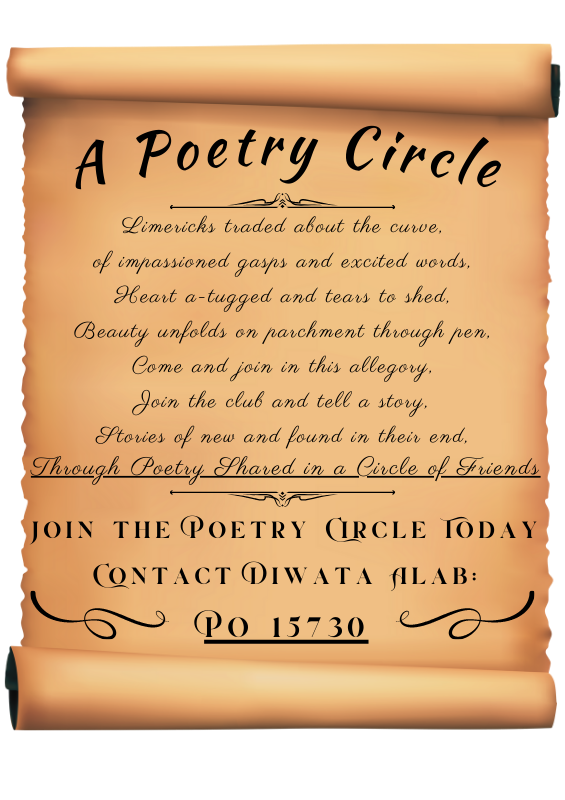 A Poetry Circle
Limericks traded about the curve,
of impassioned gasps and excited words,
Heart a-tugged and tears to shed,
Beauty unfolds on parchment through pen,
Come and join in this allegory,
Join the club and tell a story,
Stories of new and found in their end,
Through Poetry Shared in a Circle of Friends
Join the Poetry Circle Today
Contact Diwata Alab:
PO 15730